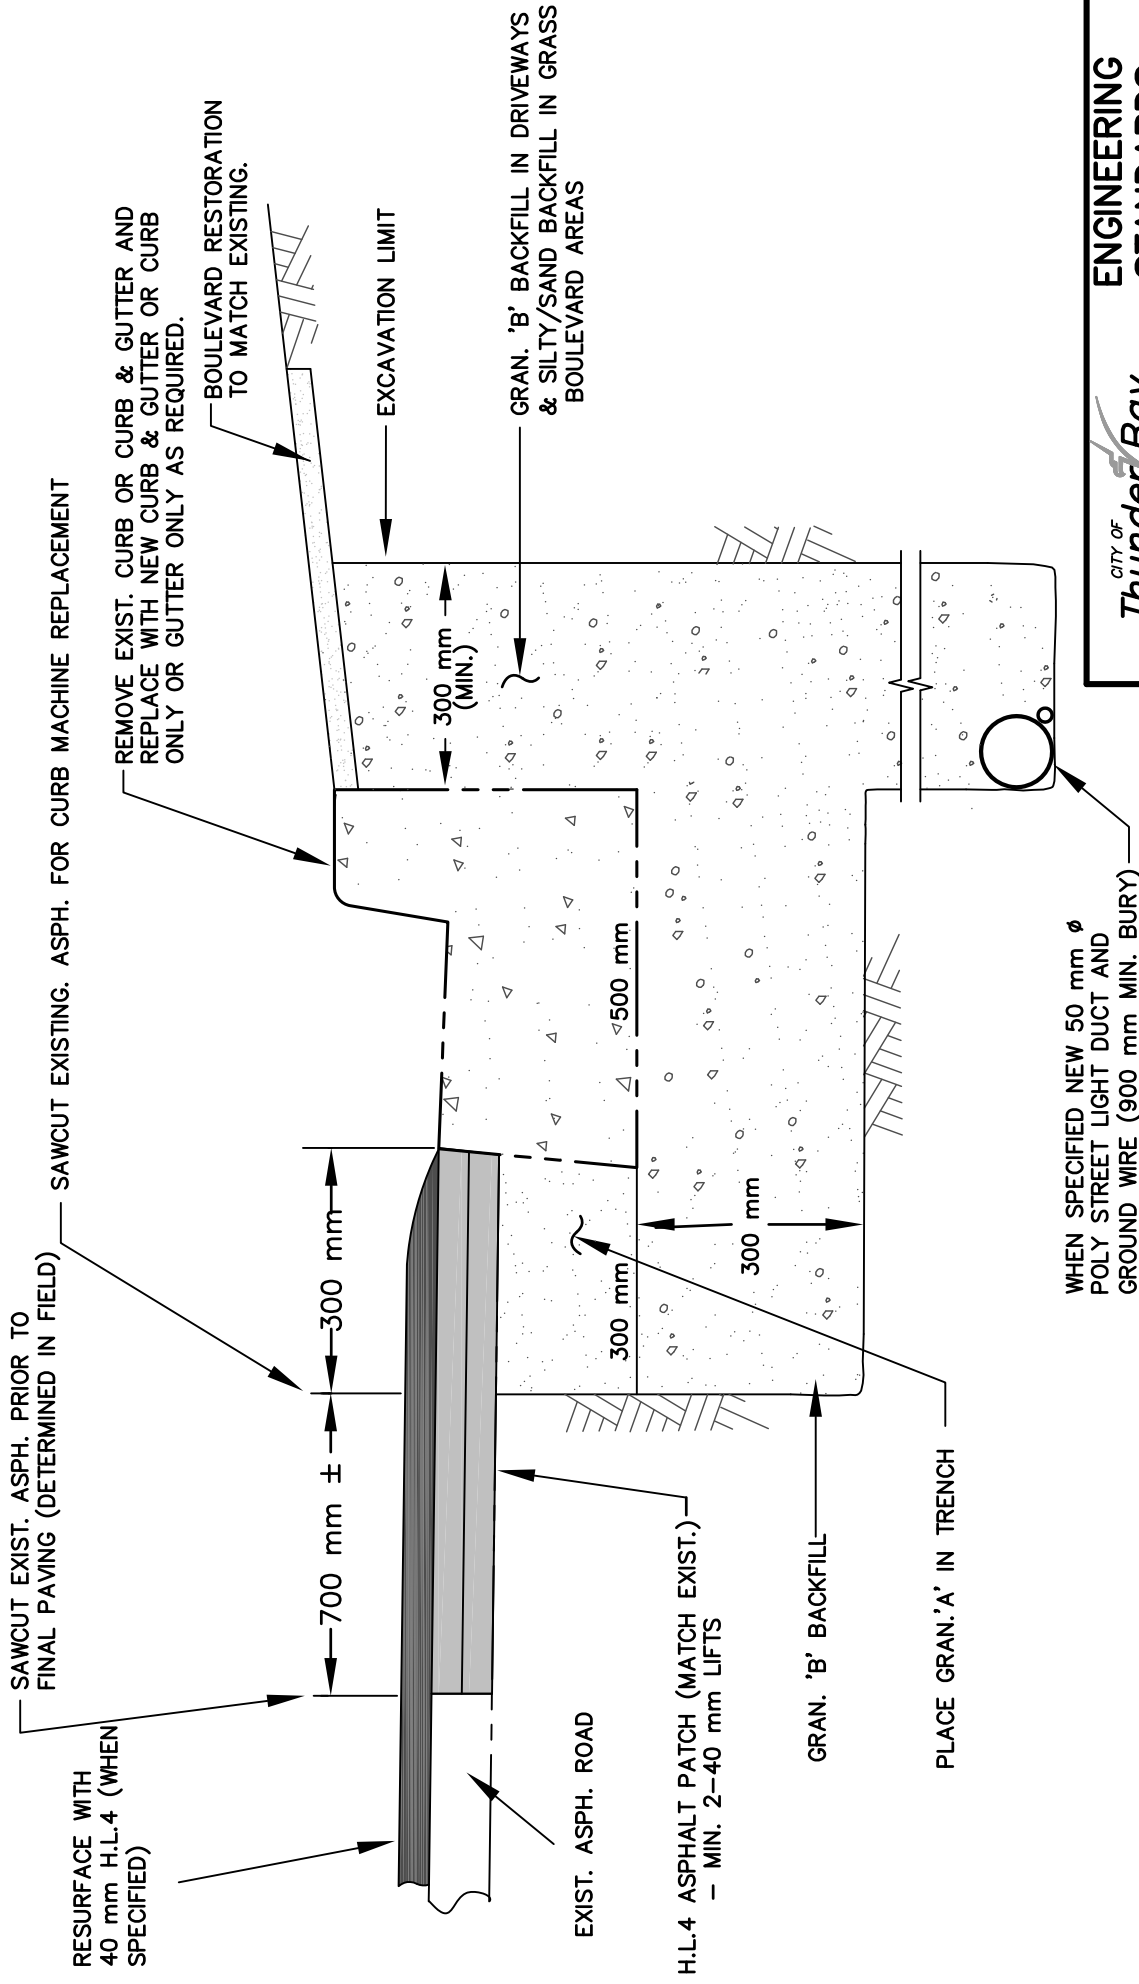 SAWCUT EXIST. ASPH. PRIOR TO
FINAL PAVING (DETERMINED IN FIELD)
SAWCUT EXISTING. ASPH. FOR CURB MACHINE REPLACEMENT
RESURFACE WITH
40 mm H.L.4 (WHEN
SPECIFIED)
REMOVE EXIST. CURB OR CURB & GUTTER AND
REPLACE WITH NEW CURB & GUTTER OR CURB
ONLY OR GUTTER ONLY AS REQUIRED.
BOULEVARD RESTORATION
TO MATCH EXISTING.
700 mm ±
300 mm
EXCAVATION LIMIT
300 mm
(MIN.)
GRAN. 'B' BACKFILL IN DRIVEWAYS
& SILTY/SAND BACKFILL IN GRASS
BOULEVARD AREAS
EXIST. ASPH. ROAD
300 mm
500 mm
H.L.4 ASPHALT PATCH (MATCH EXIST.)
- MIN. 2-40 mm LIFTS
300 mm
GRAN. 'B' BACKFILL
PLACE GRAN.'A' IN TRENCH
WHEN SPECIFIED NEW 50 mm ø
POLY STREET LIGHT DUCT AND
GROUND WIRE (900 mm MIN. BURY)
CITY OF
Thunder Bay
ENGINEERING
STANDARDS